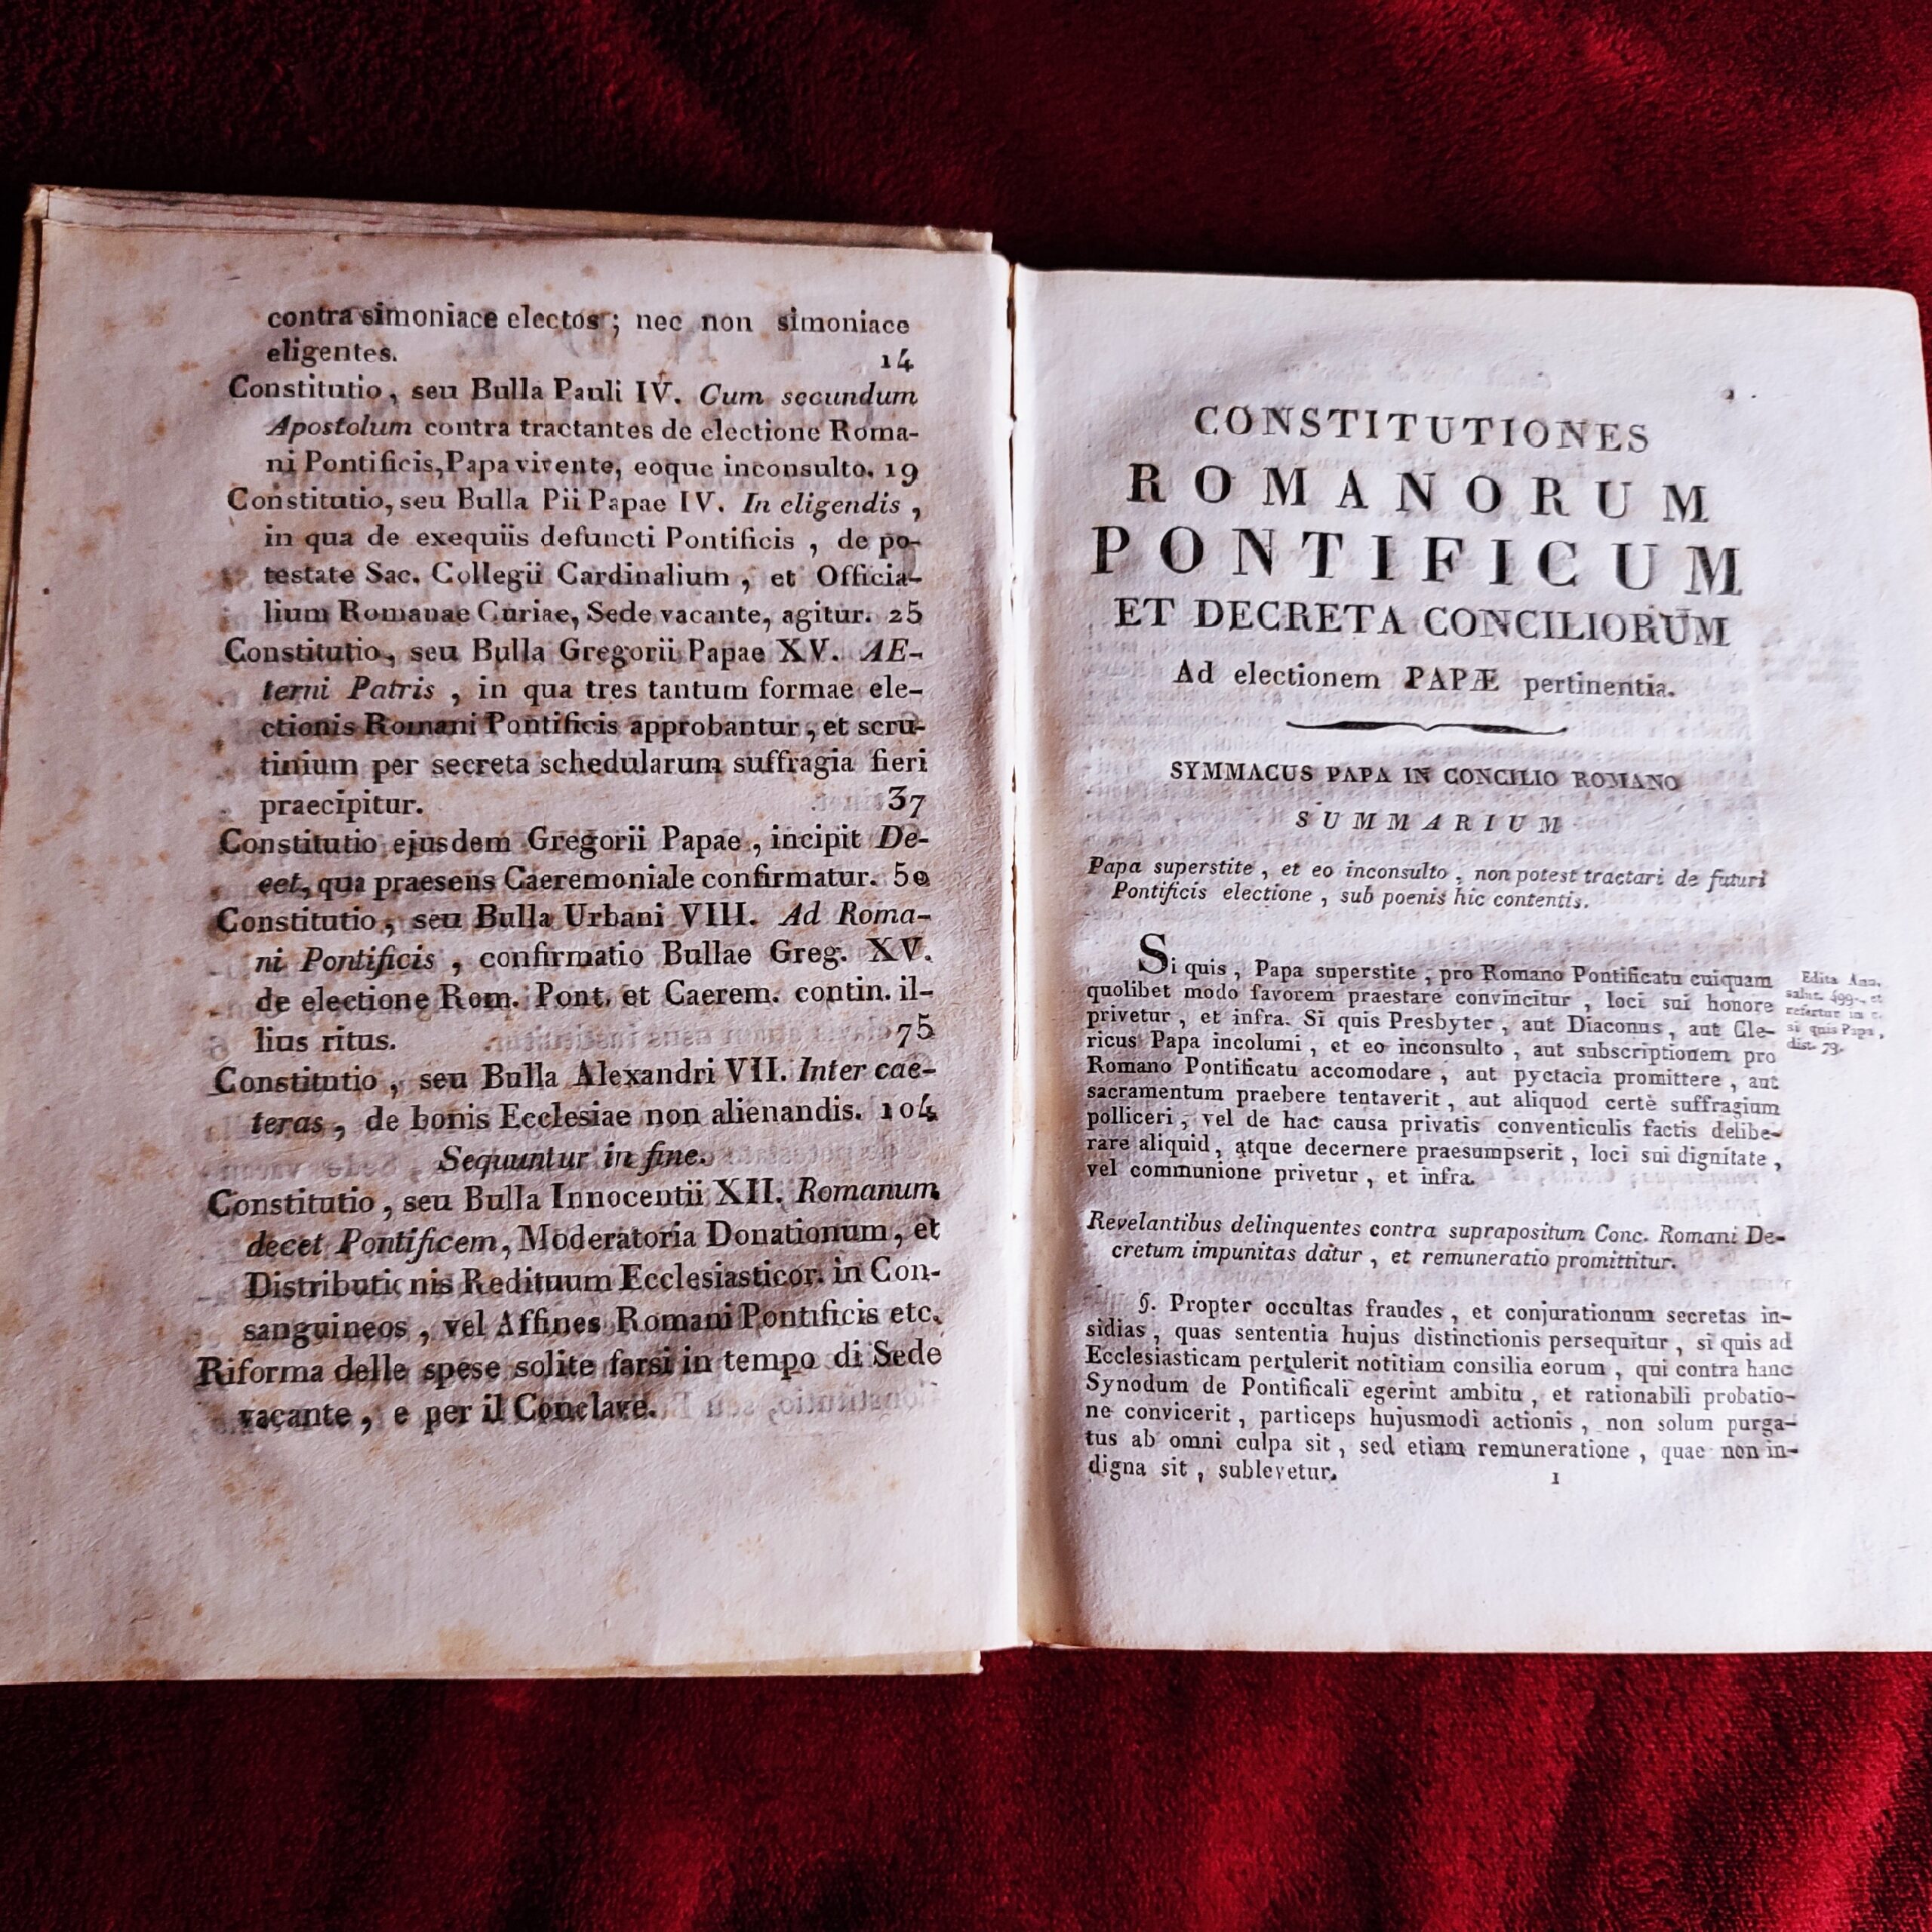 contra simoniace electos ; nec non simoniace
eligentes. 14
Constitutio, seu Bulla Pauli IV. Cum secundum
Apostolum contra tractantes de electione Roma-
ni Pontificis, Papa vivente, eoque inconsulto. 19
Constitutio, seu Bulla Pii Papae IV. In eligendis ,
in qua de exequiis defuncti Pontificis , de po-
testate Sac. Collegii Cardinalium , et Officia-
lium Romanae Curiae, Sede vacante, agitur. 25
Constitutio, seu Bulla Gregorii Papae XV. AE-
terni Patris , in qua tres tantum formae ele-
ctionis Romani Pontificis approbantur, et scru-
tinium per secreta schedularum suffragia fieri
praecipitur. 37
Constitutio ejusdem Gregorii Papae , incipit De-
cet, qua praesens Caeremoniale confirmatur. 50
Constitutio , seu Bulla Urbani VIII. Ad Roma-
ni Pontificis , confirmatio Bullae Greg. XV.
de electione Rom. Pont. et Caerem. contin. il-
lius ritus. 75
Constitutio , seu Bulla Alexandri VII. Inter cae-
teras , de bonis Ecclesiae non alienandis. 104
Sequuntur in fine.
Constitutio , seu Bulla Innocentii XII. Romanum
decet Pontificem, Moderatoria Donationum, et
Distributionis Redituum Ecclesiasticor. in Con-
sanguineos , vel Affines Romani Pontificis etc.
Riforma delle spese solite farsi in tempo di Sede
vacante , e per il Conclave.
CONSTITUTIONES
ROMANORUM
PONTIFICUM
ET DECRETA CONCILIORUM
Ad electionem PAPÆ pertinentia.
SYMMACUS PAPA IN CONCILIO ROMANO
SUMMARIUM
Papa superstite , et eo inconsulto , non potest tractari de futuri
Pontificis electione , sub poenis hic contentis.
Si quis , Papa superstite , pro Romano Pontificatu cuiquam
quolibet modo favorem praestare convincitur , loci sui honore
privetur , et infra. Si quis Presbyter , aut Diaconus , aut Cle-
ricus Papa incolumi , et eo inconsulto , aut subscriptionem pro
Romano Pontificatu accomodare , aut pyctacia promittere , aut
sacramentum praebere tentaverit , aut aliquod certè suffragium
polliceri , vel de hac causa privatis conventiculis factis delibe-
rare aliquid , atque decernere praesumpserit , loci sui dignitate ,
vel communione privetur , et infra.
Edita Ann.
salut. 499., et
refertur in c.
si quis Papa ,
dist. 79.
Revelantibus delinquentes contra suprapositum Conc. Romani De-
cretum impunitas datur , et remuneratio promittitur.
§. Propter occultas fraudes , et conjurationum secretas in-
sidias , quas sententia hujus distinctionis persequitur , si quis ad
Ecclesiasticam pertulerit notitiam consilia eorum , qui contra hanc
Synodum de Pontificali egerint ambitu , et rationabili probatio-
ne convicerit , particeps hujusmodi actionis , non solum purga-
tus ab omni culpa sit , sed etiam remuneratione , quae non in-
digna sit , sublevetur.
1